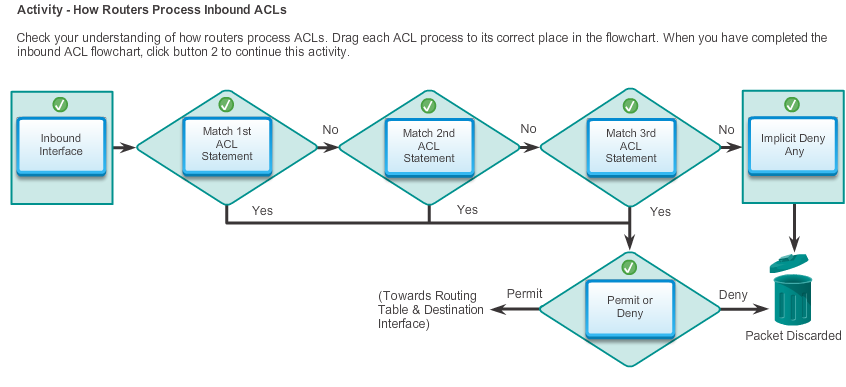 Activity - How Routers Process Inbound ACLs
Check your understanding of how routers process ACLs. Drag each ACL process to its correct place in the flowchart. When you have completed the
inbound ACL flowchart, click button 2 to continue this activity.
Inbound
Interface
Match 1st
ACL
Statement
No
Match 2nd
ACL
Statement
No
Match 3rd
ACL
Statement
No
Implicit Deny
Any
Yes
Yes
Yes
(Towards Routing
Table & Destination
Interface)
Permit
Permit or
Deny
Deny
Packet Discarded